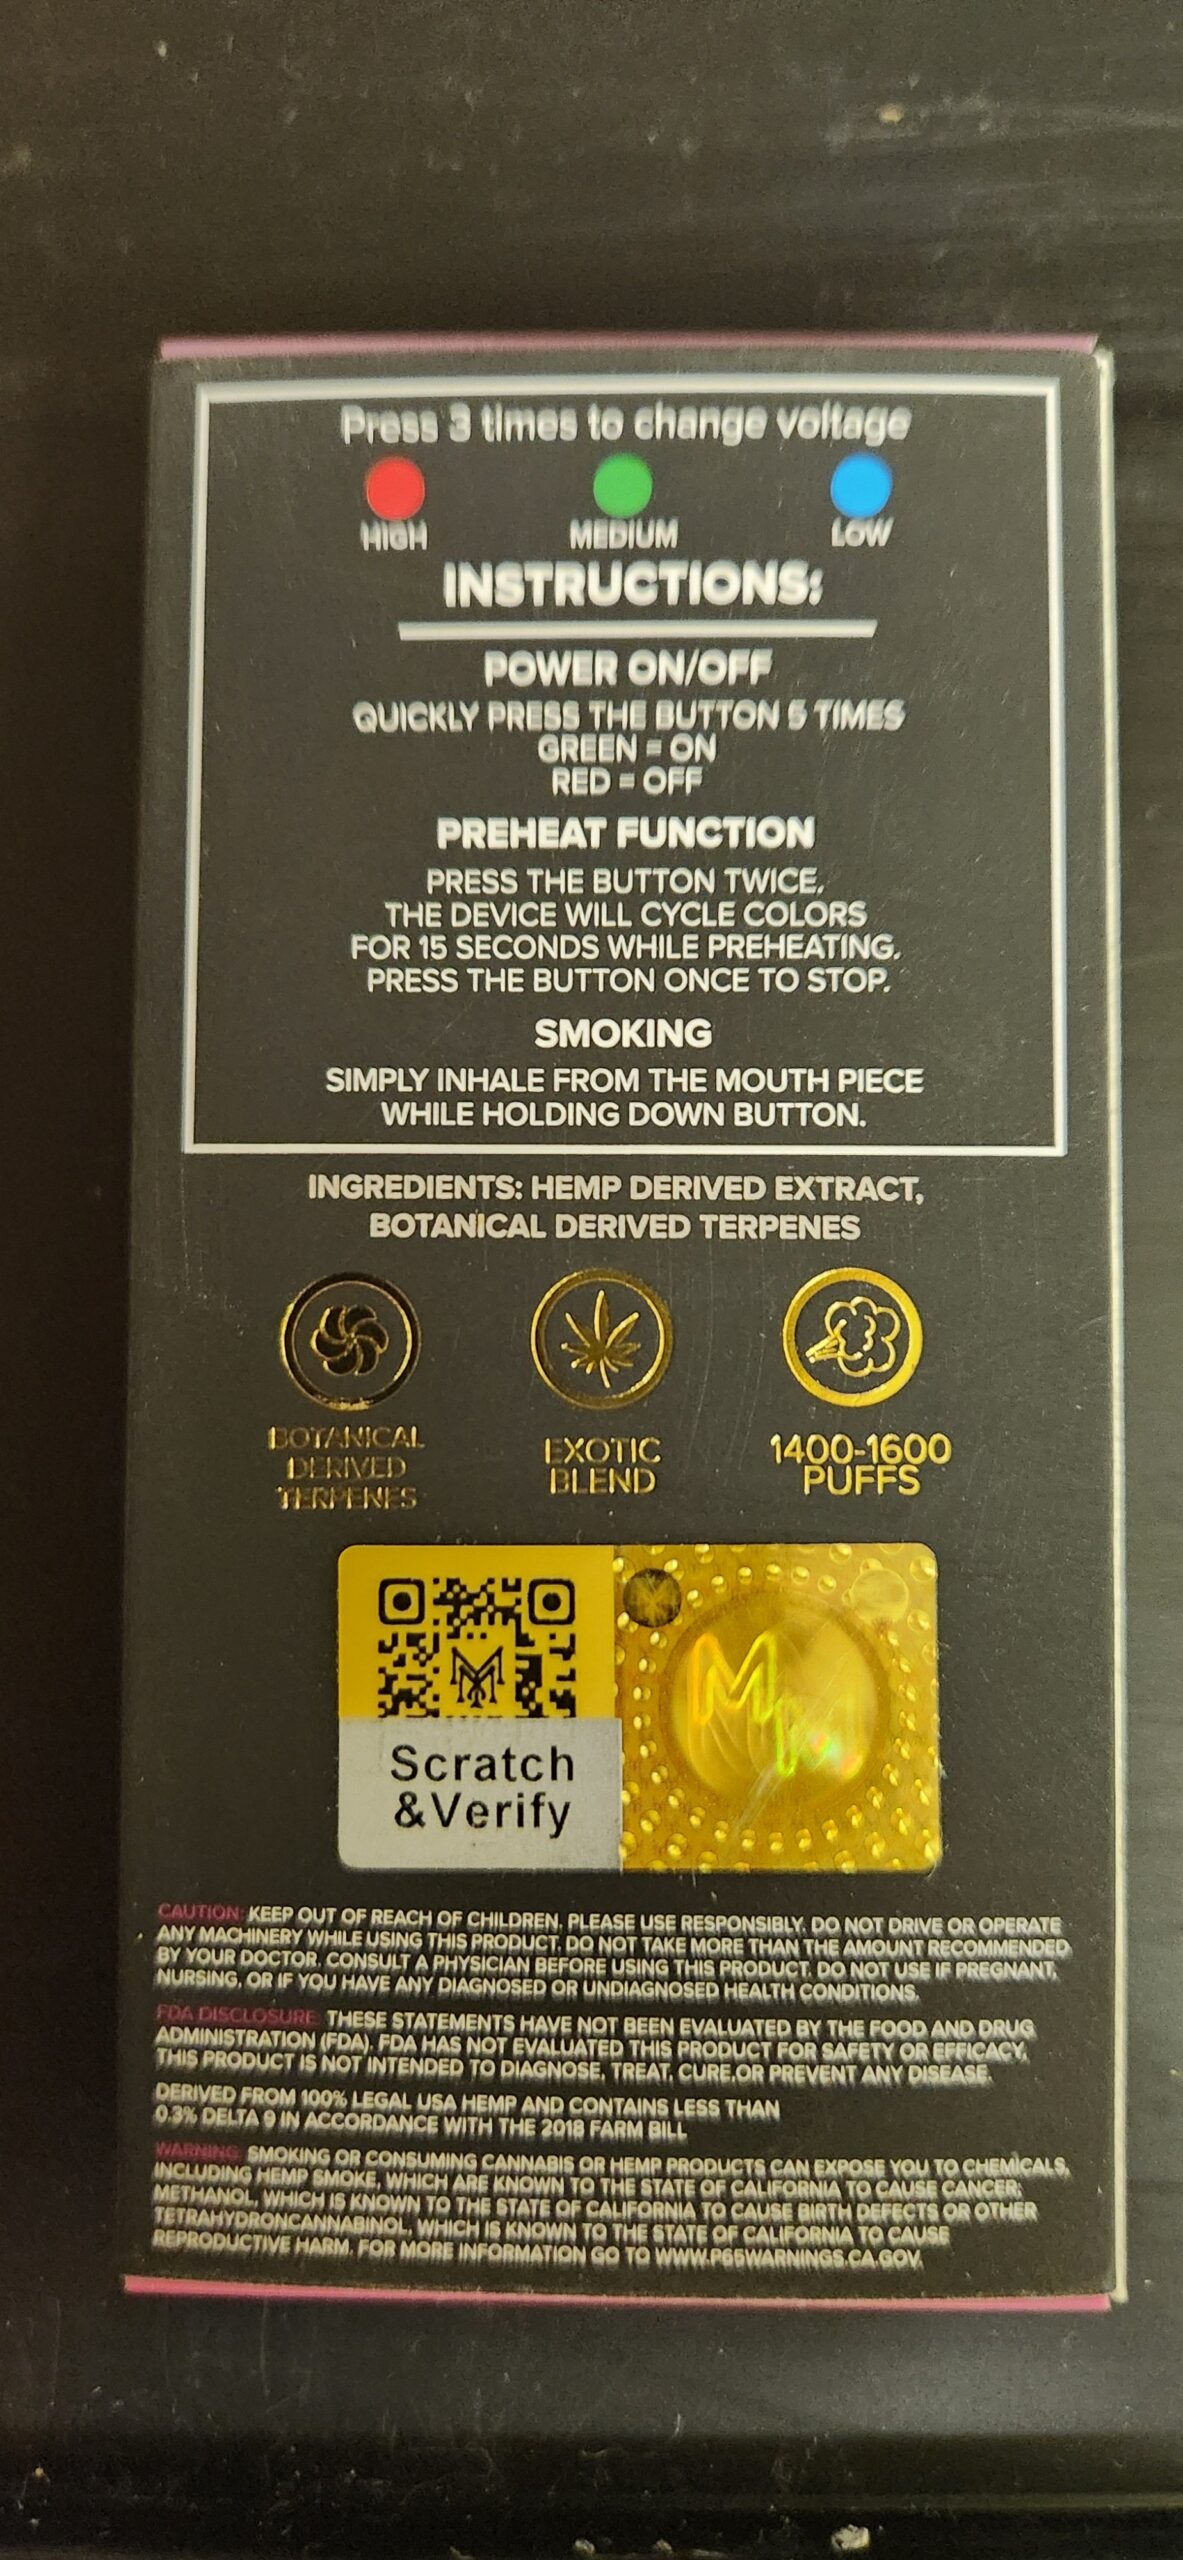 Press 3 times to change voltage
HIGH MEDIUM LOW
INSTRUCTIONS:
POWER ON/OFF
QUICKLY PRESS THE BUTTON 5 TIMES
GREEN = ON
RED = OFF
PREHEAT FUNCTION
PRESS THE BUTTON TWICE.
THE DEVICE WILL CYCLE COLORS
FOR 15 SECONDS WHILE PREHEATING.
PRESS THE BUTTON ONCE TO STOP.
SMOKING
SIMPLY INHALE FROM THE MOUTH PIECE
WHILE HOLDING DOWN BUTTON.
INGREDIENTS: HEMP DERIVED EXTRACT,
BOTANICAL DERIVED TERPENES
BOTANICAL
DERIVED
TERPENES
EXOTIC
BLEND
1400-1600
PUFFS
Scratch
&Verify
MM
CAUTION: KEEP OUT OF REACH OF CHILDREN. PLEASE USE RESPONSIBLY. DO NOT DRIVE OR OPERATE
ANY MACHINERY WHILE USING THIS PRODUCT. DO NOT TAKE MORE THAN THE AMOUNT RECOMMENDED
BY YOUR DOCTOR. CONSULT A PHYSICIAN BEFORE USING THIS PRODUCT. DO NOT USE IF PREGNANT,
NURSING, OR IF YOU HAVE ANY DIAGNOSED OR UNDIAGNOSED HEALTH CONDITIONS.
FDA DISCLOSURE: THESE STATEMENTS HAVE NOT BEEN EVALUATED BY THE FOOD AND DRUG
ADMINISTRATION (FDA). FDA HAS NOT EVALUATED THIS PRODUCT FOR SAFETY OR EFFICACY.
THIS PRODUCT IS NOT INTENDED TO DIAGNOSE, TREAT, CURE,OR PREVENT ANY DISEASE.
DERIVED FROM 100% LEGAL USA HEMP AND CONTAINS LESS THAN
0.3% DELTA 9 IN ACCORDANCE WITH THE 2018 FARM BILL
WARNING: SMOKING OR CONSUMING CANNABIS OR HEMP PRODUCTS CAN EXPOSE YOU TO CHEMICALS,
INCLUDING HEMP SMOKE, WHICH ARE KNOWN TO THE STATE OF CALIFORNIA TO CAUSE CANCER;
METHANOL, WHICH IS KNOWN TO THE STATE OF CALIFORNIA TO CAUSE BIRTH DEFECTS OR OTHER
TETRAHYDRONCANNABINOL, WHICH IS KNOWN TO THE STATE OF CALIFORNIA TO CAUSE
REPRODUCTIVE HARM. FOR MORE INFORMATION GO TO WWW.P65WARNINGS.CA.GOV.